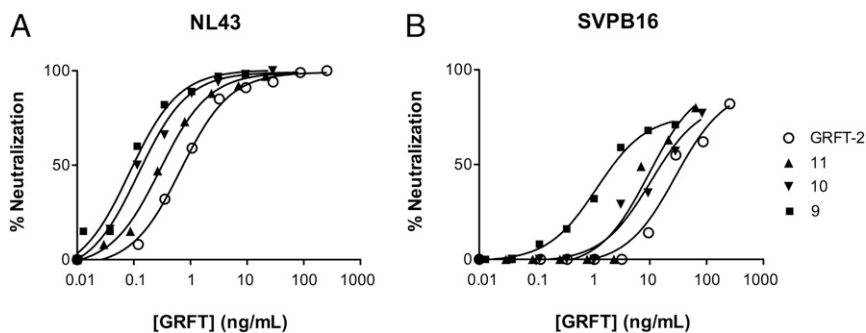 A
NL43
% Neutralization
100
50
0
0.01 0.1 1 10 100 1000
[GRFT] (ng/mL)
B
SVPB16
% Neutralization
100
50
0
0.01 0.1 1 10 100 1000
[GRFT] (ng/mL)
GRFT-2
11
10
9